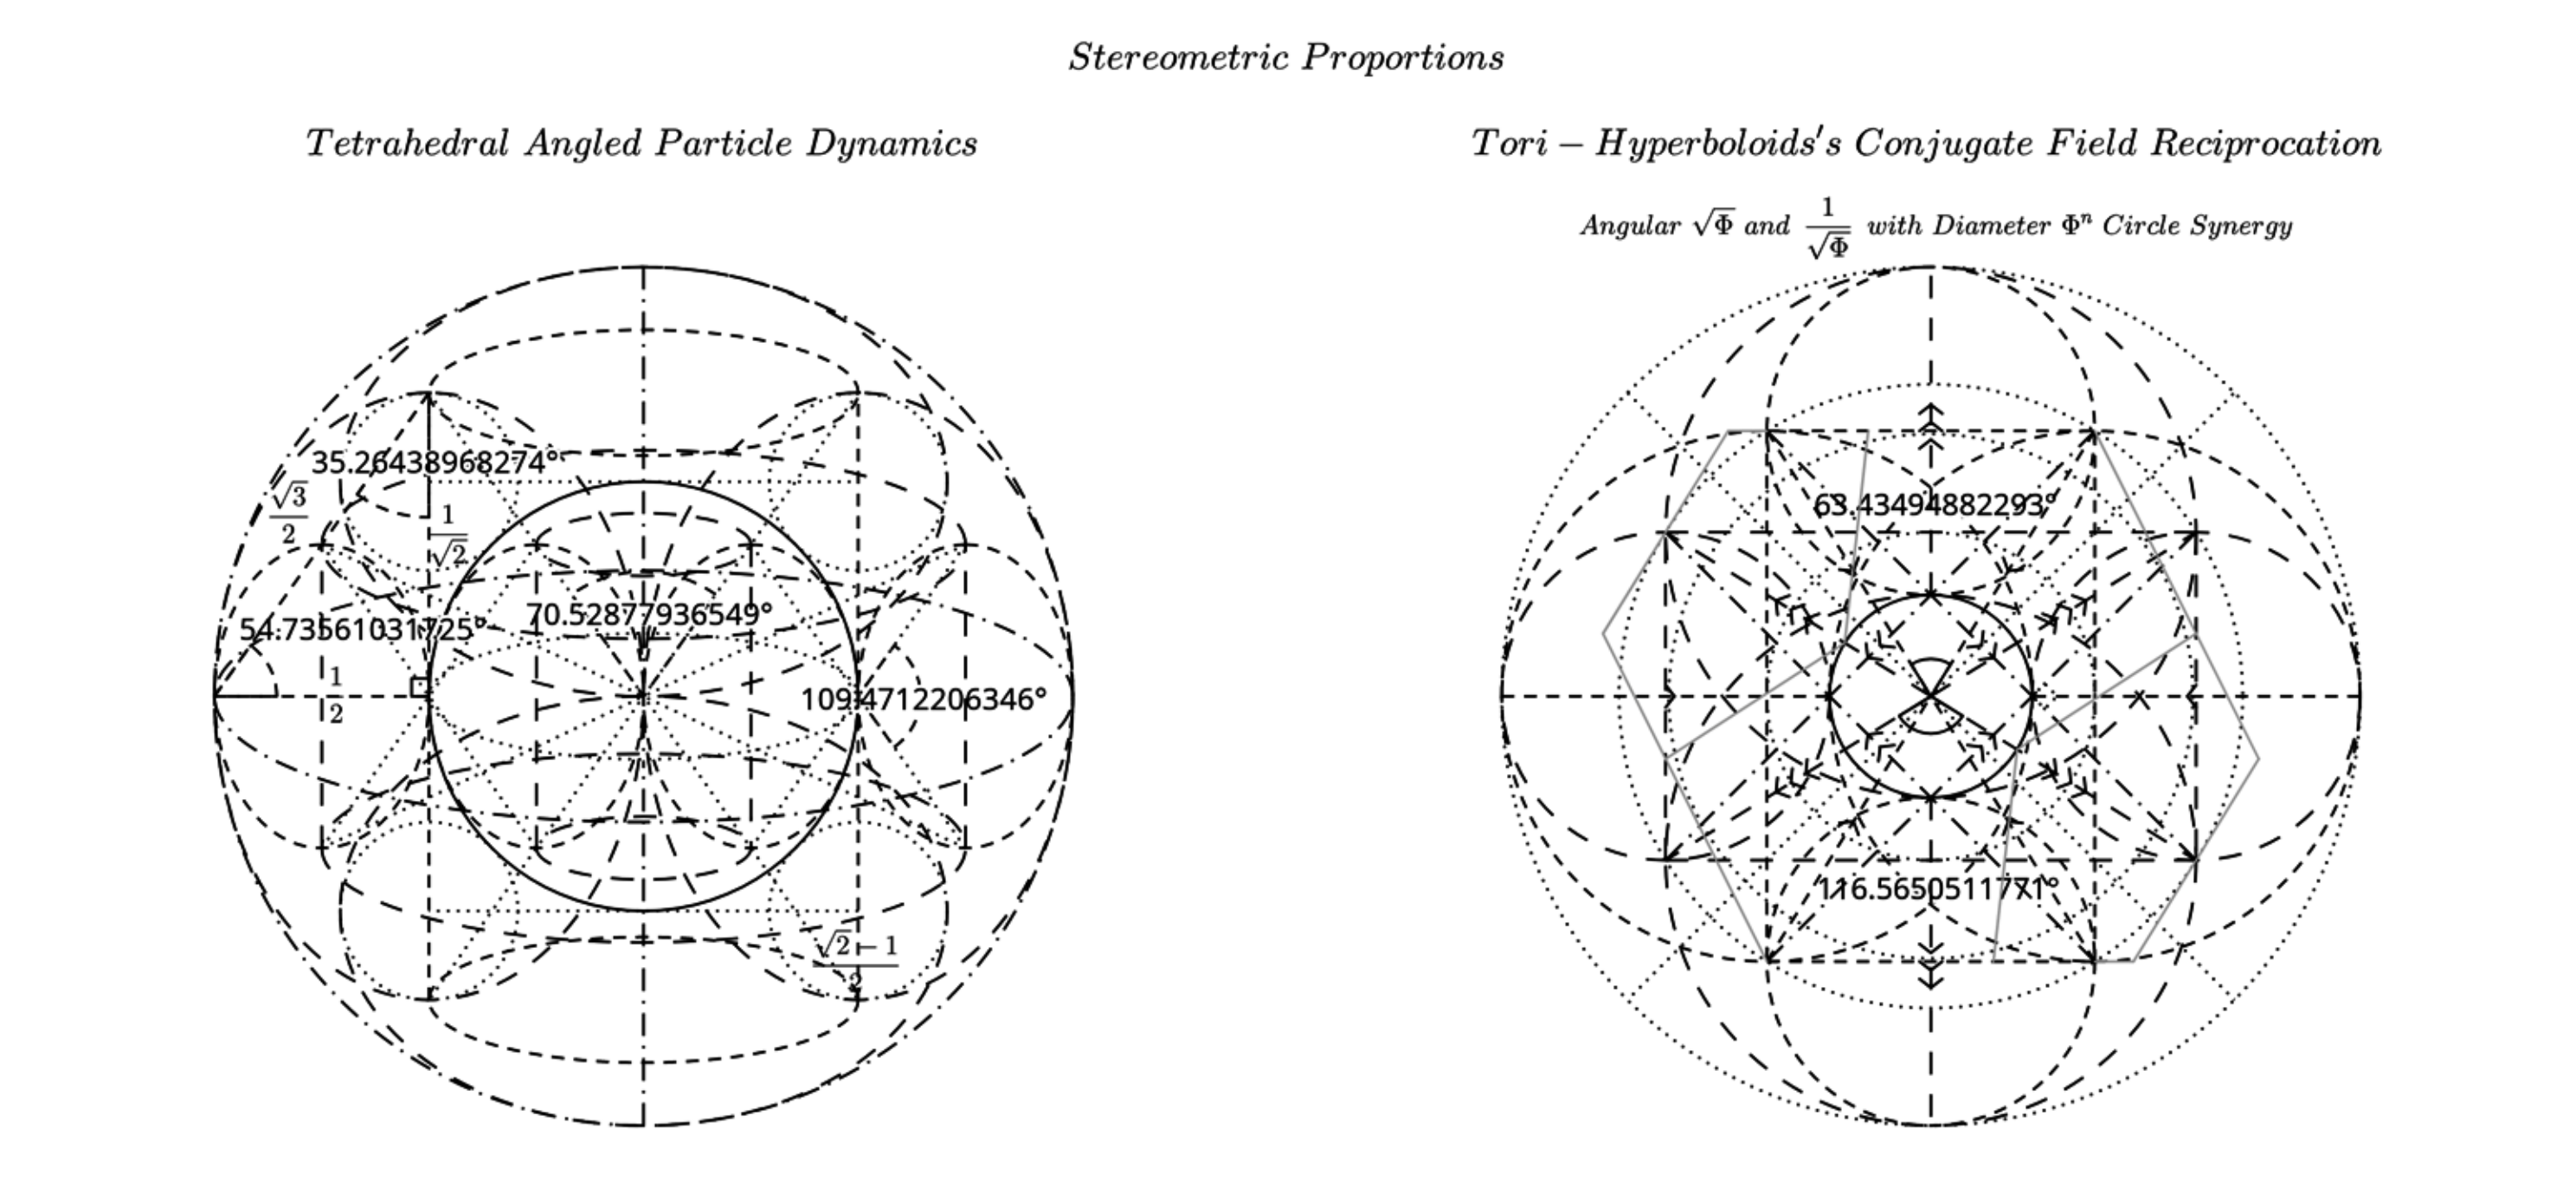 Stereometric Proportions
Tetrahedral Angled Particle Dynamics
Tori – Hyperboloids's Conjugate Field Reciprocation
Angular √Φ and 1/√Φ with Diameter Φⁿ Circle Synergy
35.26438968274°
√3/2
1/√2
54.73561031725°
70.52877936549°
1/2
109.4712206346°
√2 – 1/2
63.43494882293°
116.5650511771°